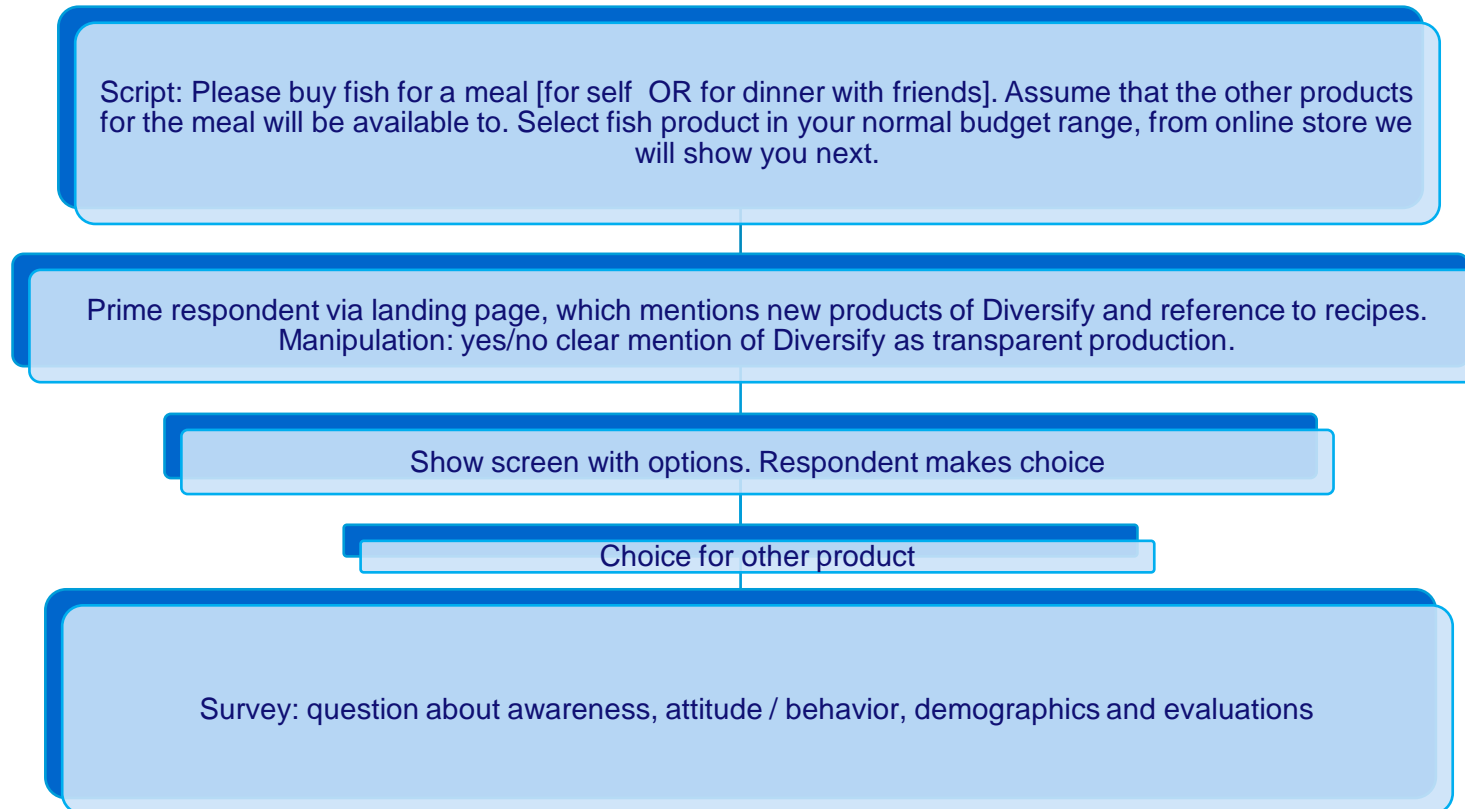 Script: Please buy fish for a meal [for self  OR for dinner with friends]. Assume that the other products
for the meal will be available to. Select fish product in your normal budget range, from online store we
will show you next.
Prime respondent via landing page, which mentions new products of Diversify and reference to recipes.
Manipulation: yes/no clear mention of Diversify as transparent production.
Show screen with options. Respondent makes choice
Choice for other product
Survey: question about awareness, attitude / behavior, demographics and evaluations